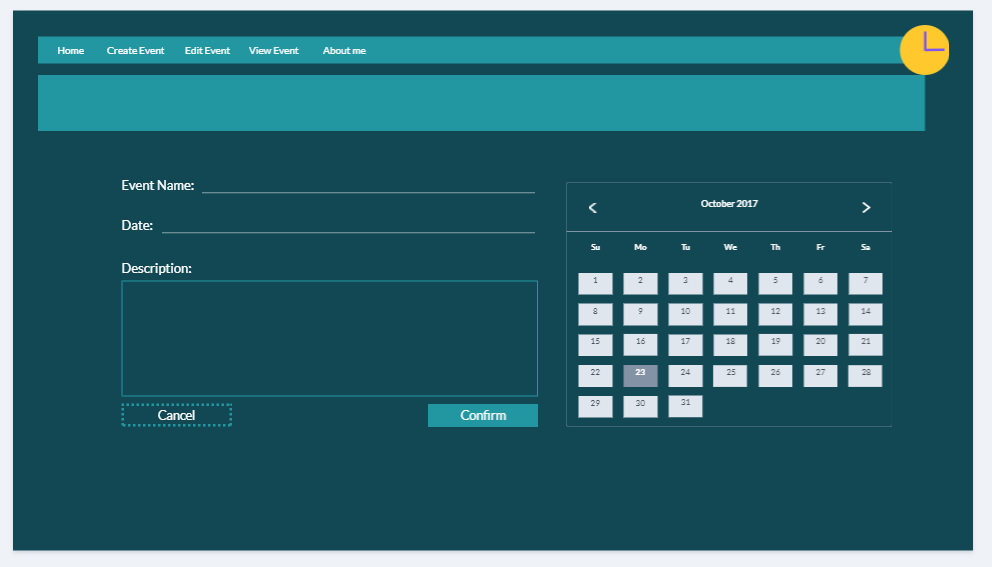 Home Create Event Edit Event View Event About me
Event Name:
Date:
Description:
Cancel Confirm
October 2017
Su Mo Tu We Th Fr Sa
1 2 3 4 5 6 7
8 9 10 11 12 13 14
15 16 17 18 19 20 21
22 23 24 25 26 27 28
29 30 31